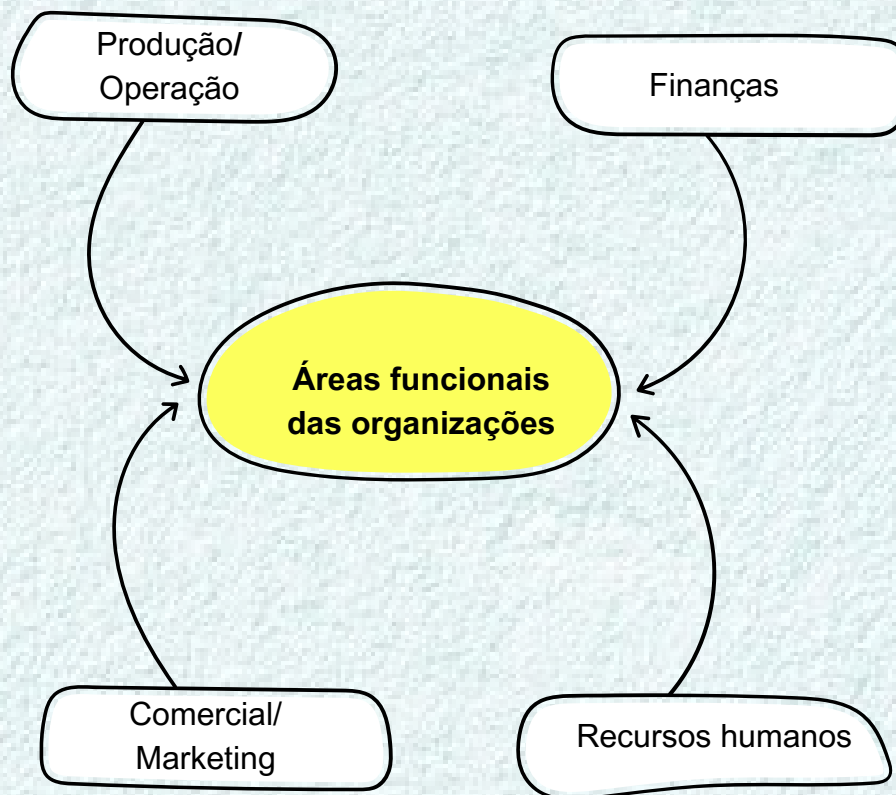 Produção/
Operação
Finanças
Áreas funcionais
das organizações
Comercial/
Marketing
Recursos humanos